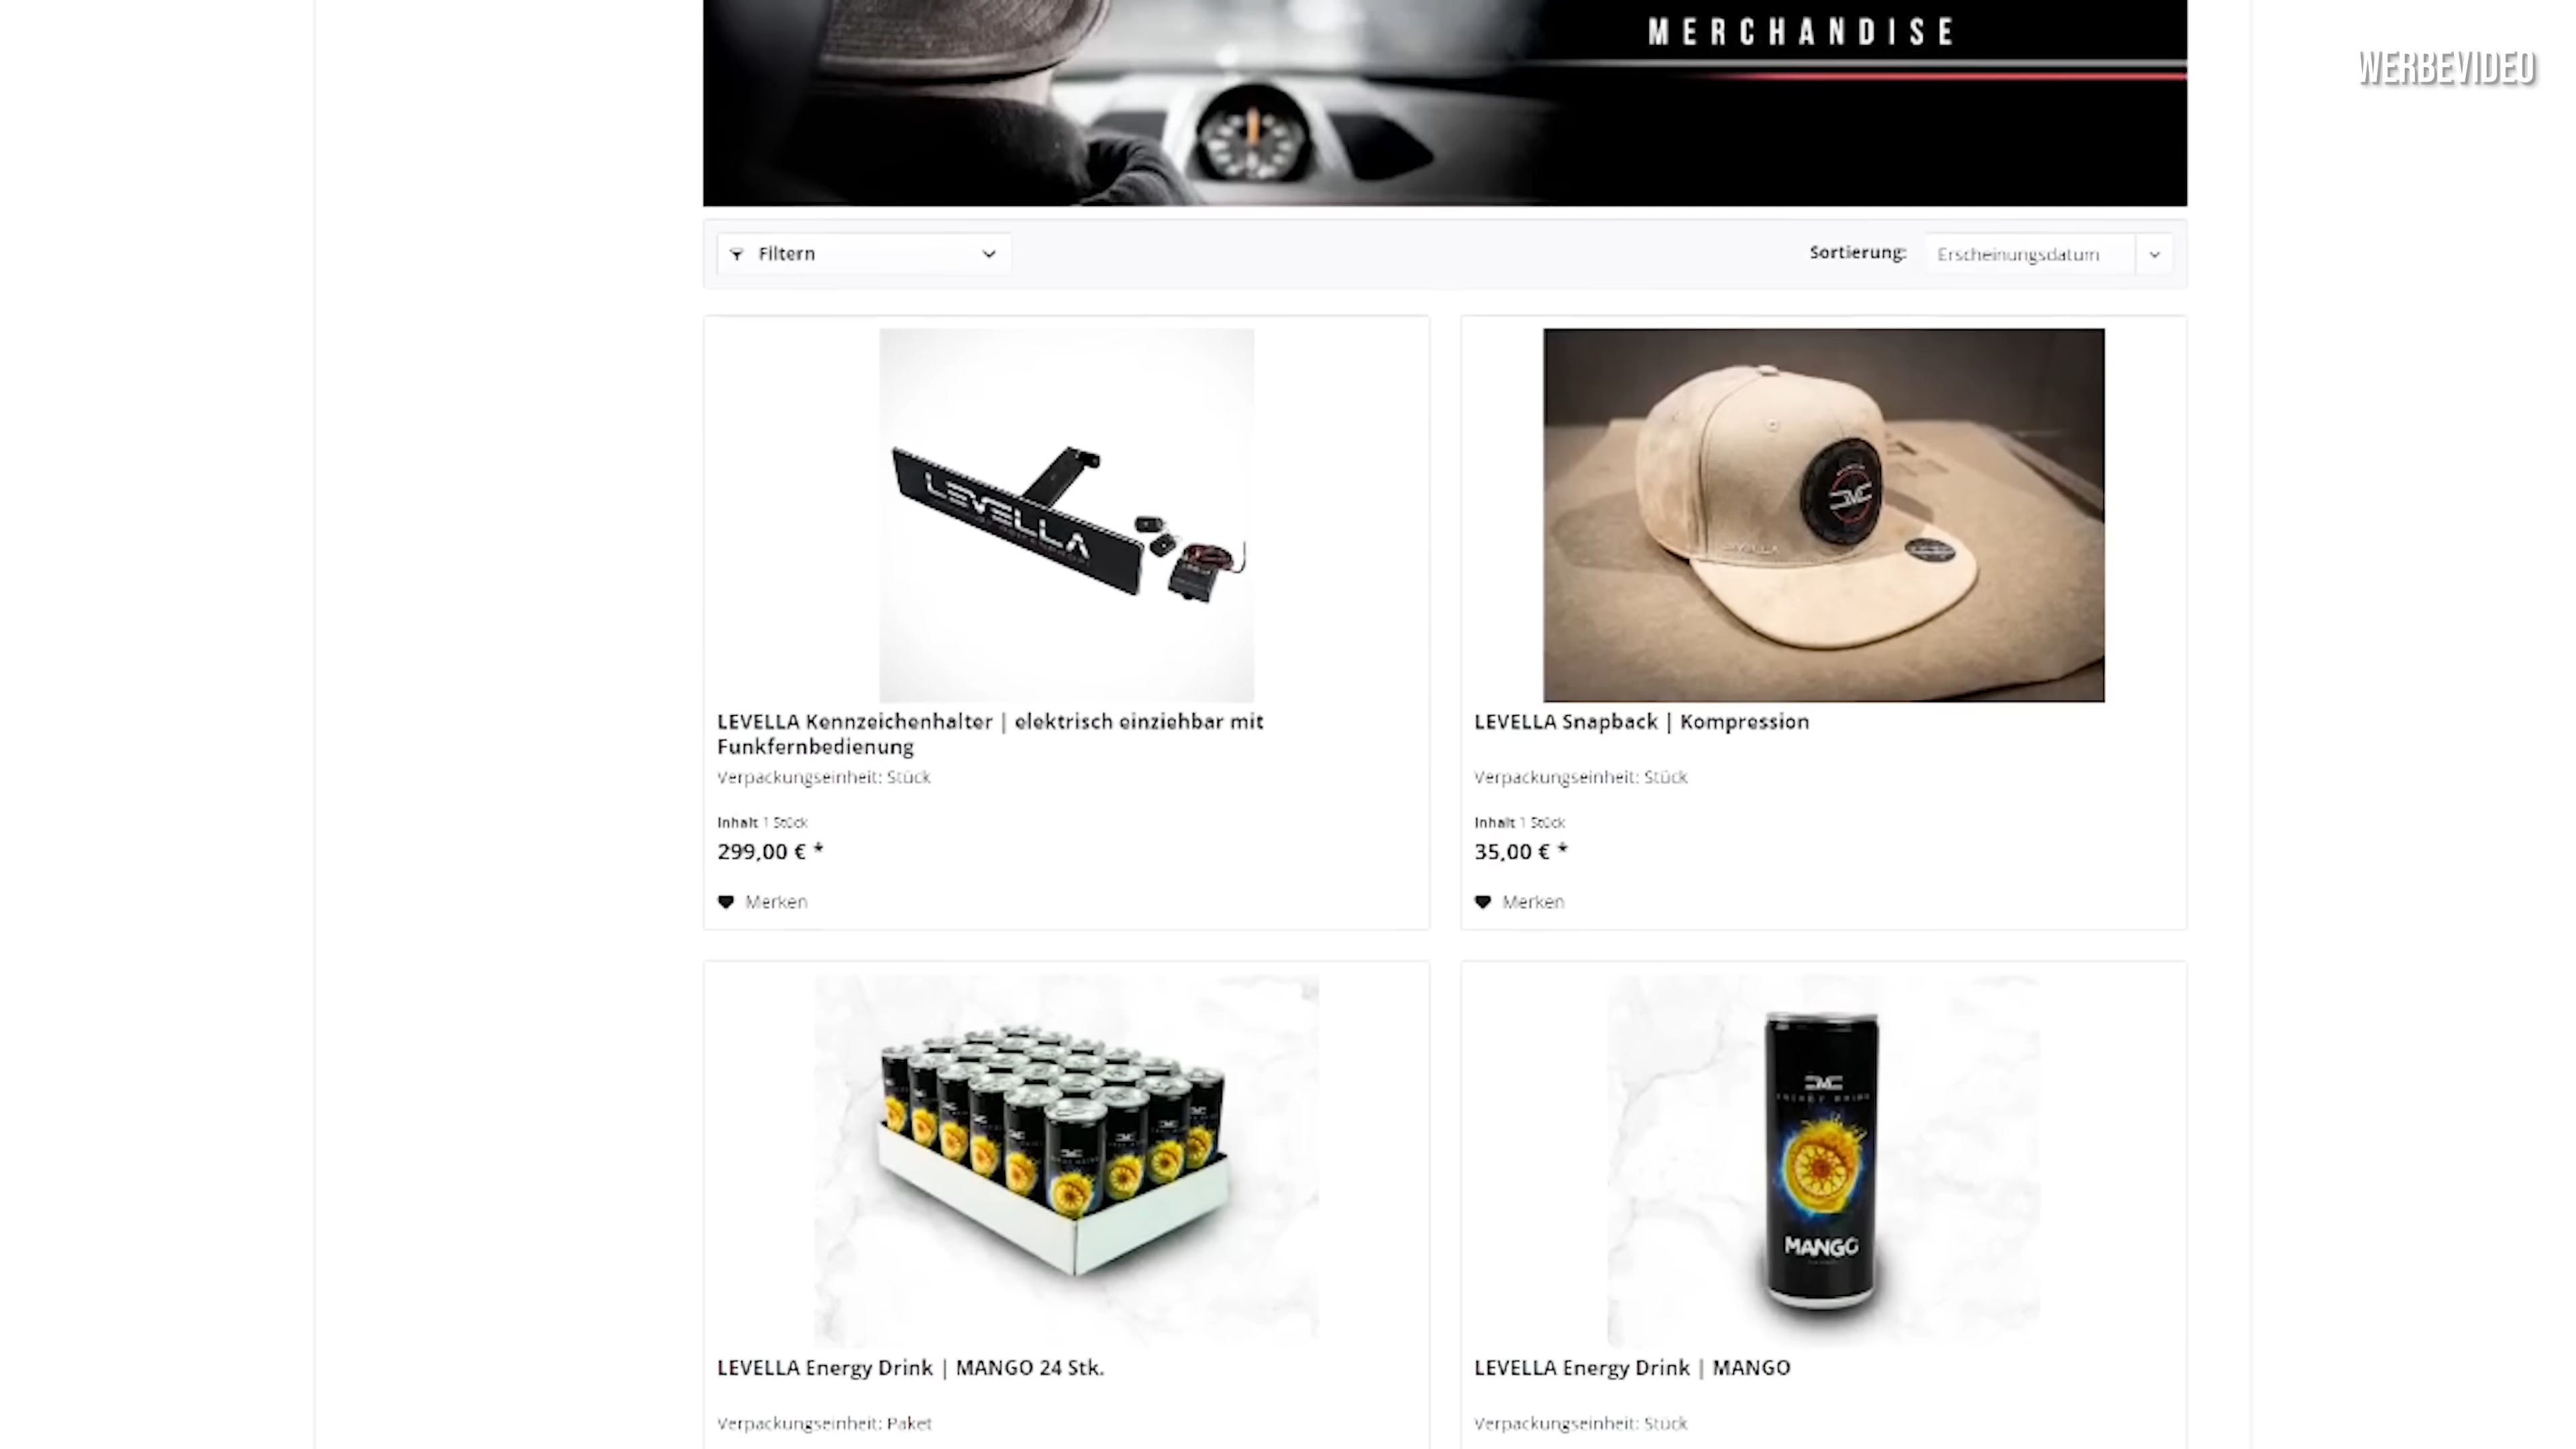 MERCHANDISE
WERBEVIDEO
Filtern
Sortierung:
Erscheinungsdatum
LEVELLA
LEVELLA Kennzeichenhalter | elektrisch einziehbar mit
Funkfernbedienung
Verpackungseinheit: Stück
Inhalt 1 Stück
299,00 € *
Merken
LEVELLA Snapback | Kompression
Verpackungseinheit: Stück
Inhalt 1 Stück
35,00 € *
Merken
LEVELLA Energy Drink | MANGO 24 Stk.
Verpackungseinheit: Paket
ENERGY DRINK
MANGO
LEVELLA Energy Drink | MANGO
Verpackungseinheit: Stück